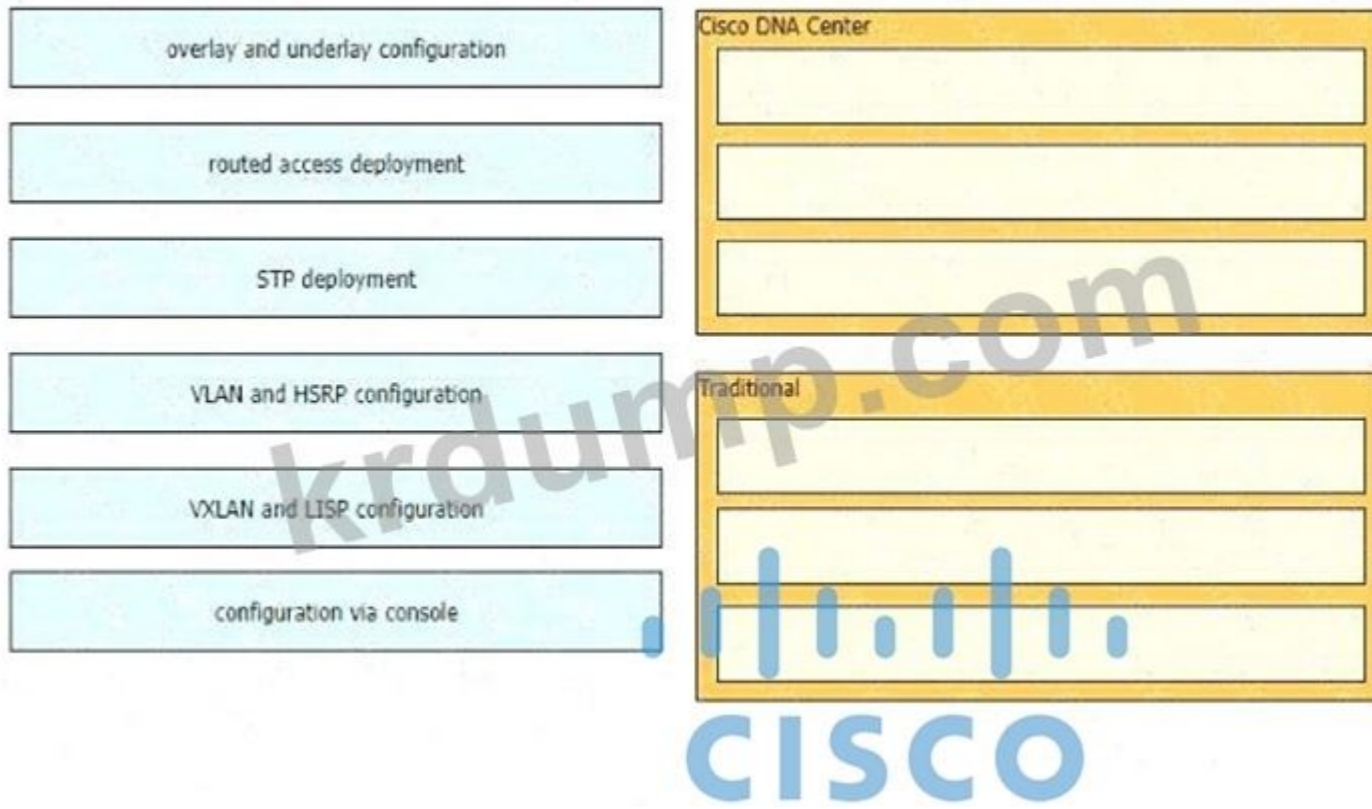 overlay and underlay configuration
routed access deployment
STP deployment
VLAN and HSRP configuration
VXLAN and LISP configuration
configuration via console
Cisco DNA Center
Traditional
krdump.com
CISCO